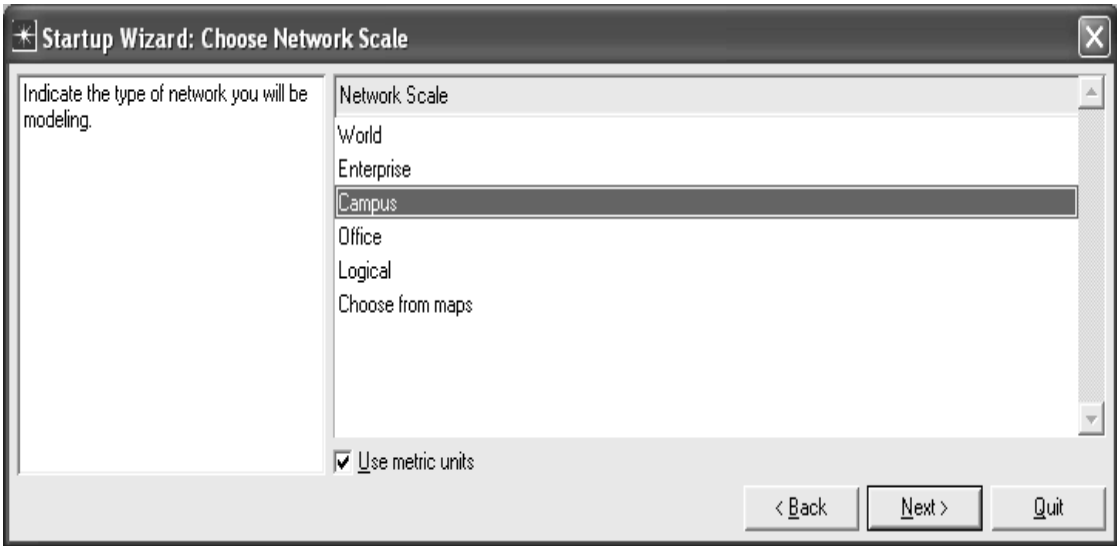 Startup Wizard: Choose Network Scale
Indicate the type of network you will be
modeling.
Network Scale
World
Enterprise
Campus
Office
Logical
Choose from maps
Use metric units
< Back
Next >
Quit